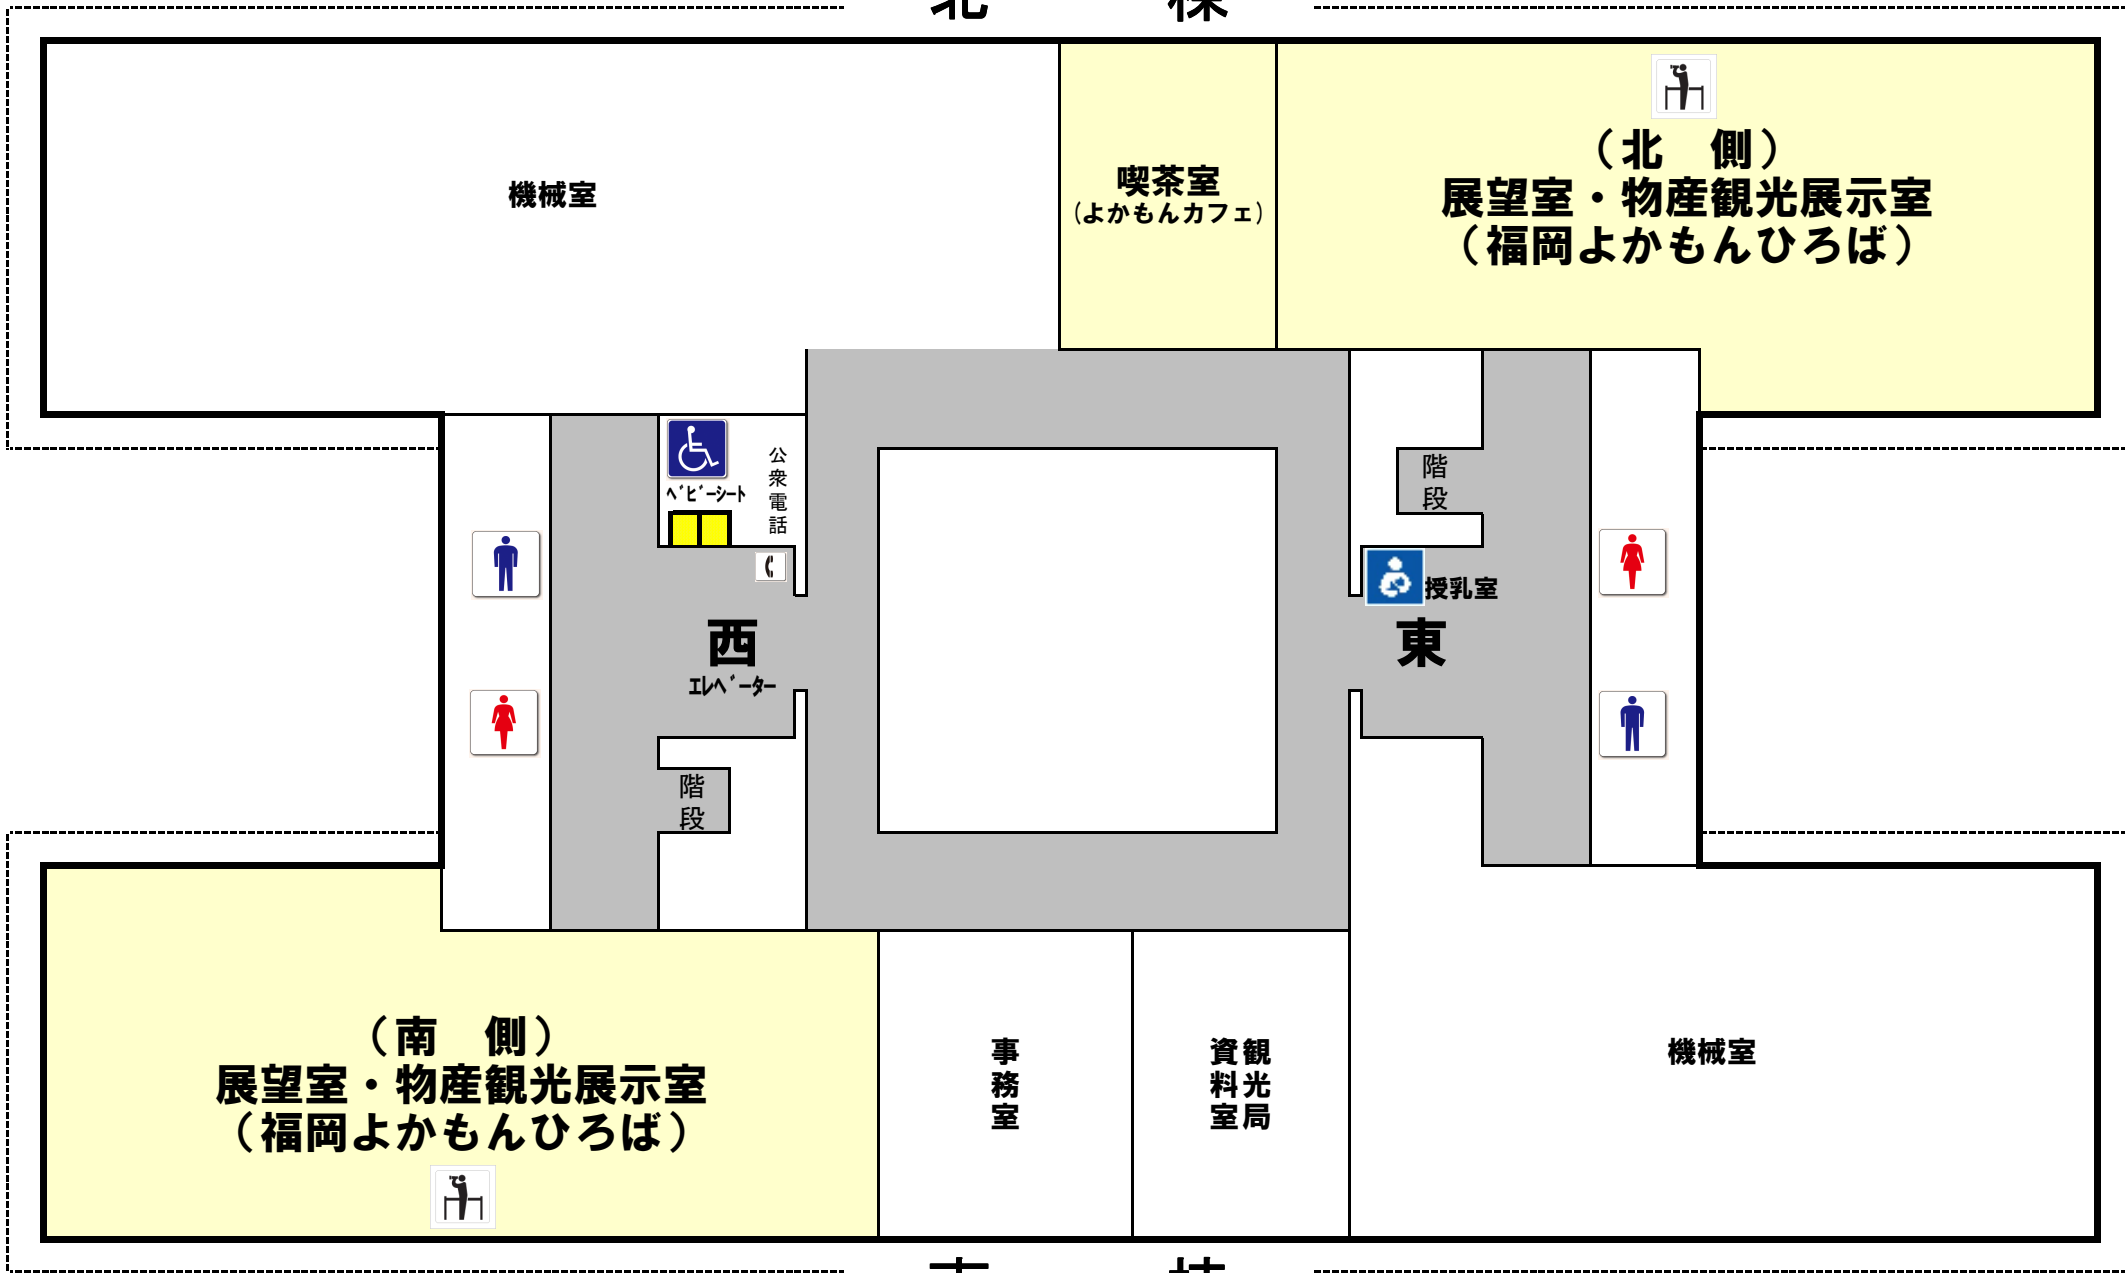 北　棟
機械室
喫茶室
（よかもんカフェ）
（北　側）
展望室・物産観光展示室
（福岡よかもんひろば）
公衆電話
ﾍﾞﾋﾞｰｼｰﾄ
階段
授乳室
西
ｴﾚﾍﾞｰﾀｰ
東
階段
（南　側）
展望室・物産観光展示室
（福岡よかもんひろば）
事務室
観光局
資料室
機械室